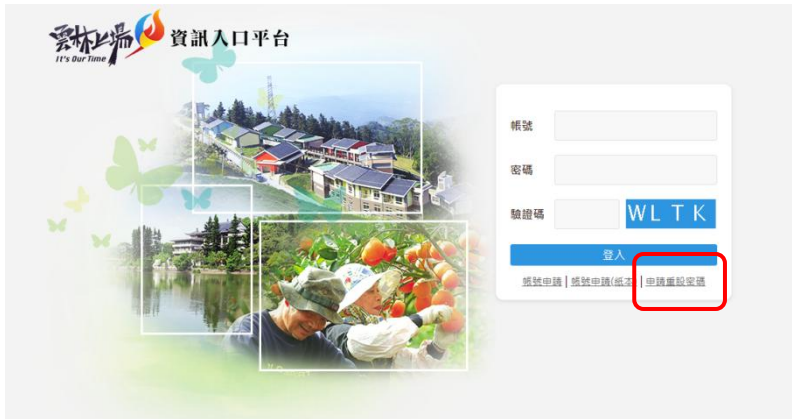 雲林上場
It's Our Time
資訊入口平台
帳號
密碼
驗證碼
WLTK
登入
帳號申請 | 帳號申請(紙本) | 申請重設密碼